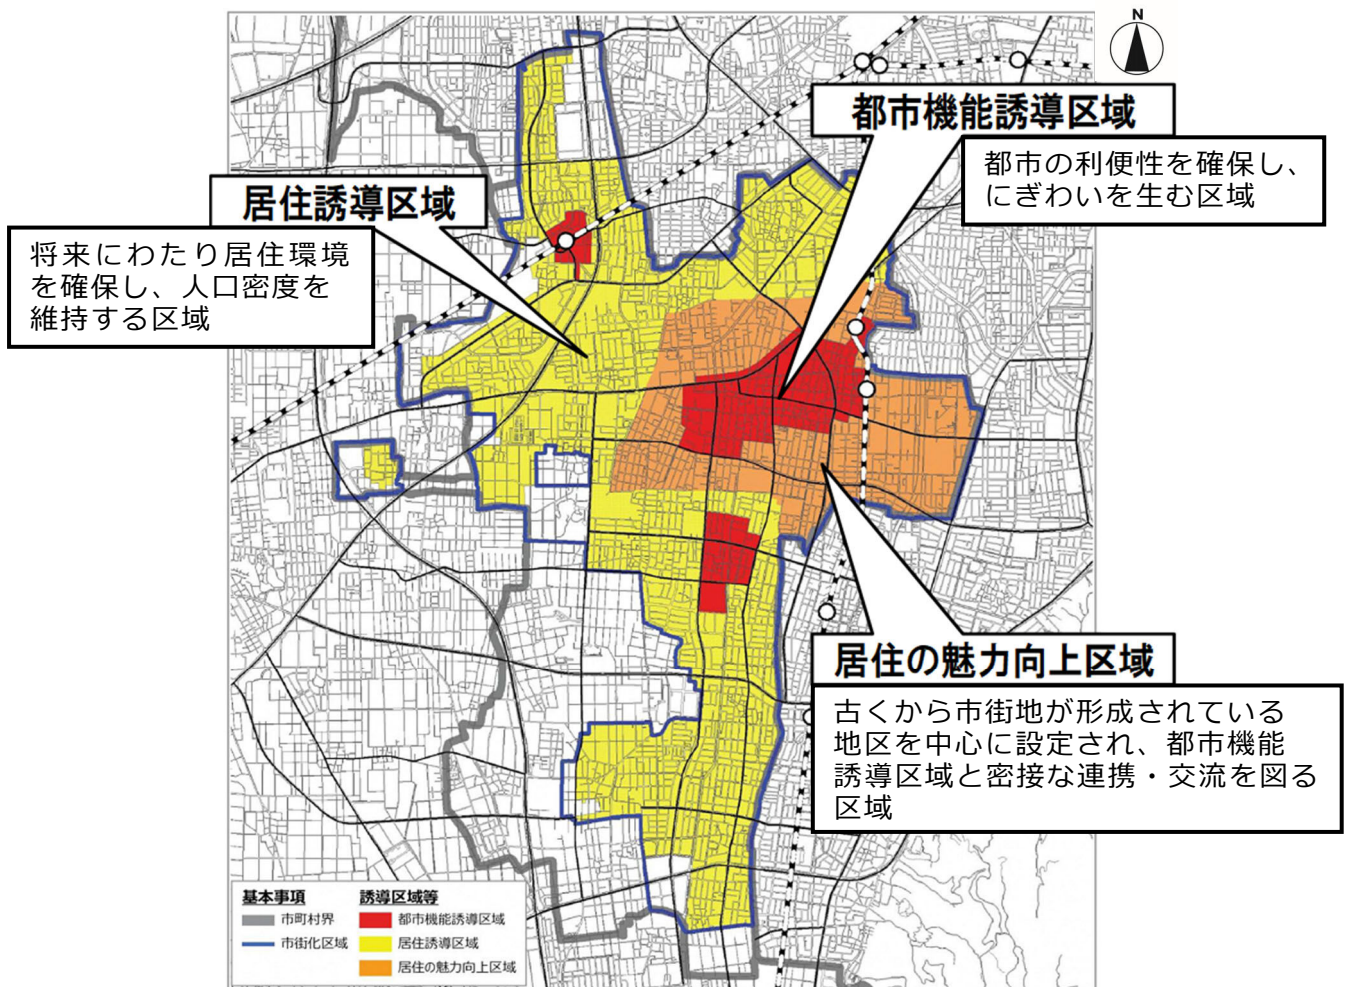 N
都市機能誘導区域
都市の利便性を確保し、
にぎわいを生む区域
居住誘導区域
将来にわたり居住環境
を確保し、人口密度を
維持する区域
居住の魅力向上区域
古くから市街地が形成されている
地区を中心に設定され、都市機能
誘導区域と密接な連携・交流を図る
区域
基本事項
市町村界
市街化区域
誘導区域等
都市機能誘導区域
居住誘導区域
居住の魅力向上区域